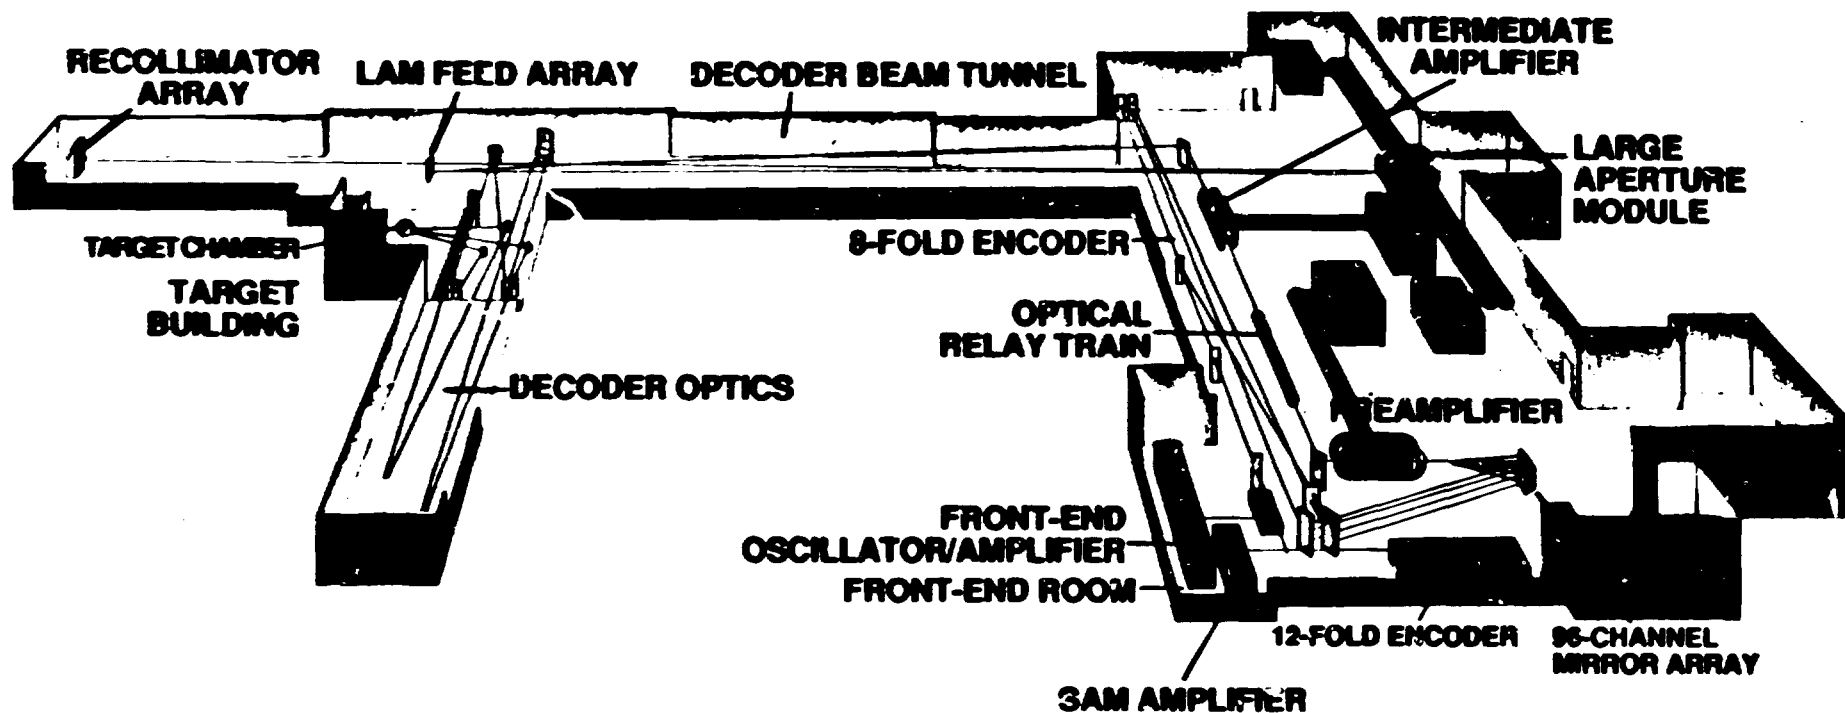 RECOLLIMATOR
ARRAY
LAM FEED ARRAY
DECODER BEAM TUNNEL
INTERMEDIATE
AMPLIFIER
LARGE
APERTURE
MODULE
TARGET CHAMBER
TARGET
BUILDING
8-FOLD ENCODER
OPTICAL
RELAY TRAIN
DECODER OPTICS
PREAMPLIFIER
FRONT-END
OSCILLATOR/AMPLIFIER
FRONT-END ROOM
12-FOLD ENCODER
96-CHANNEL
MIRROR ARRAY
SAM AMPLIFIER